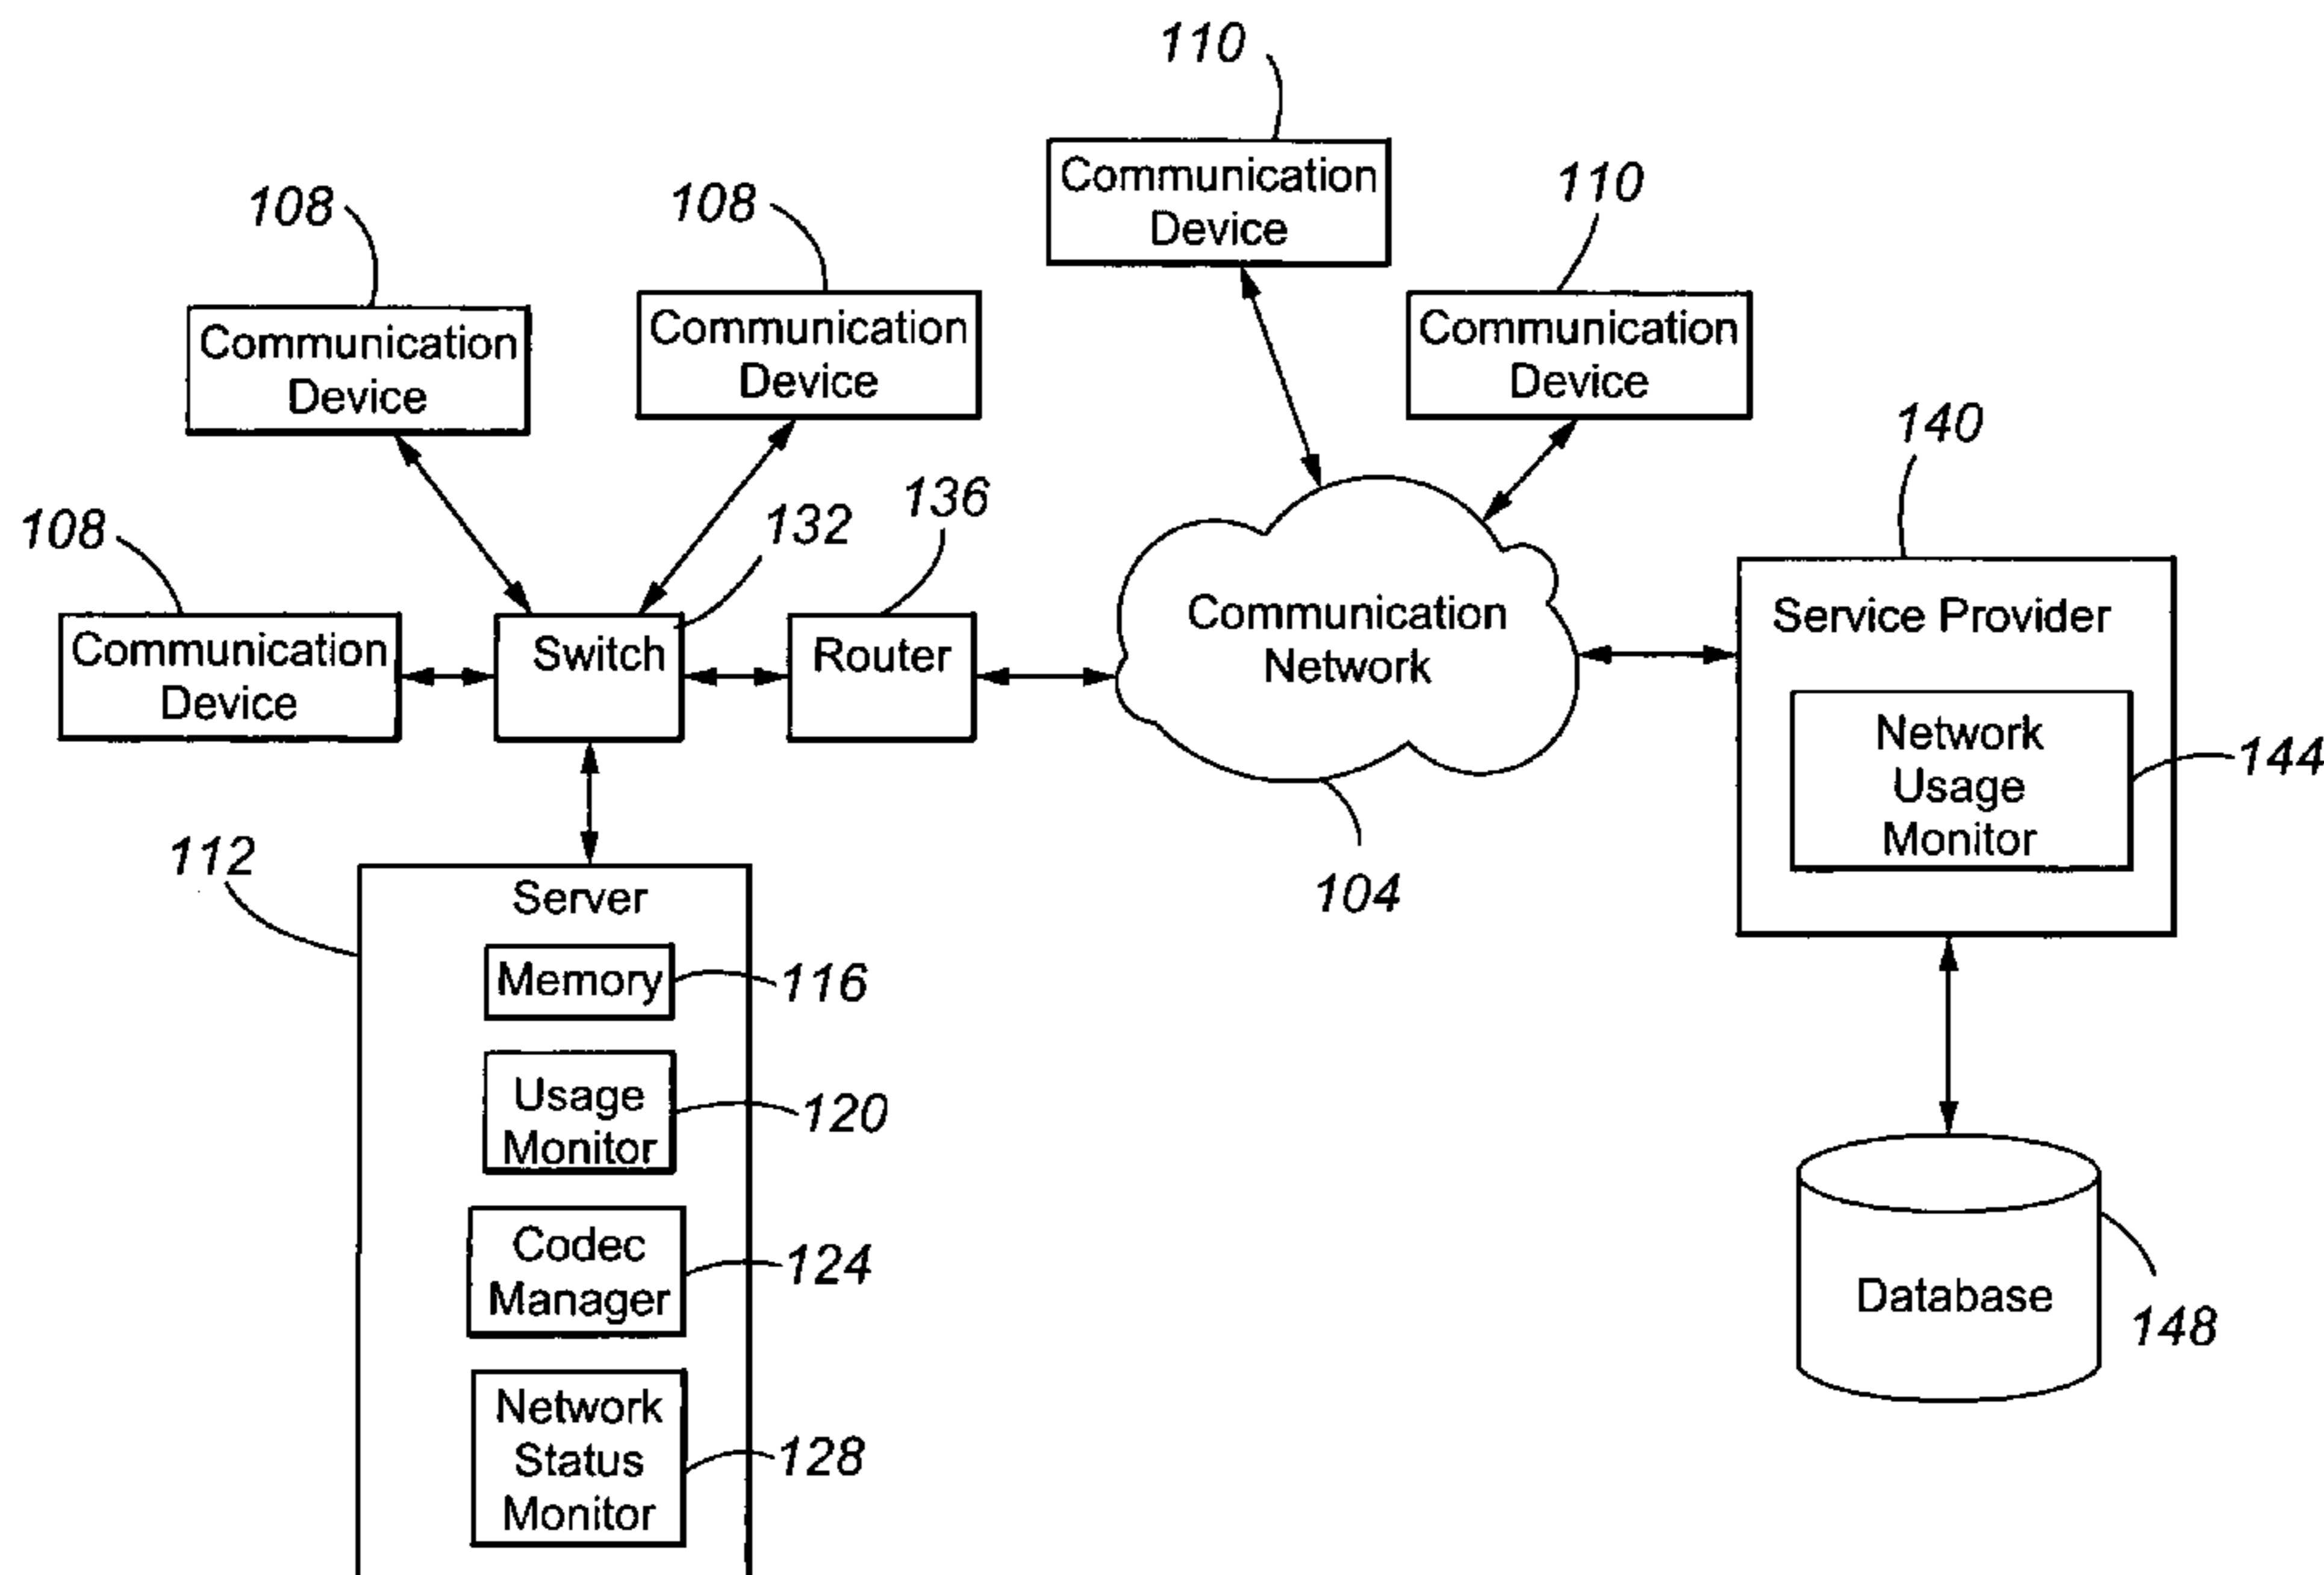 110
Communication
Device
110
Communication
Device
108
Communication
Device
108
Communication
Device
108
Communication
Device
132
Switch
136
Router
Communication
Network
104
140
Service Provider
Network
Usage
Monitor
144
112
Server
Memory
116
Usage
Monitor
120
Codec
Manager
124
Network
Status
Monitor
128
Database
148